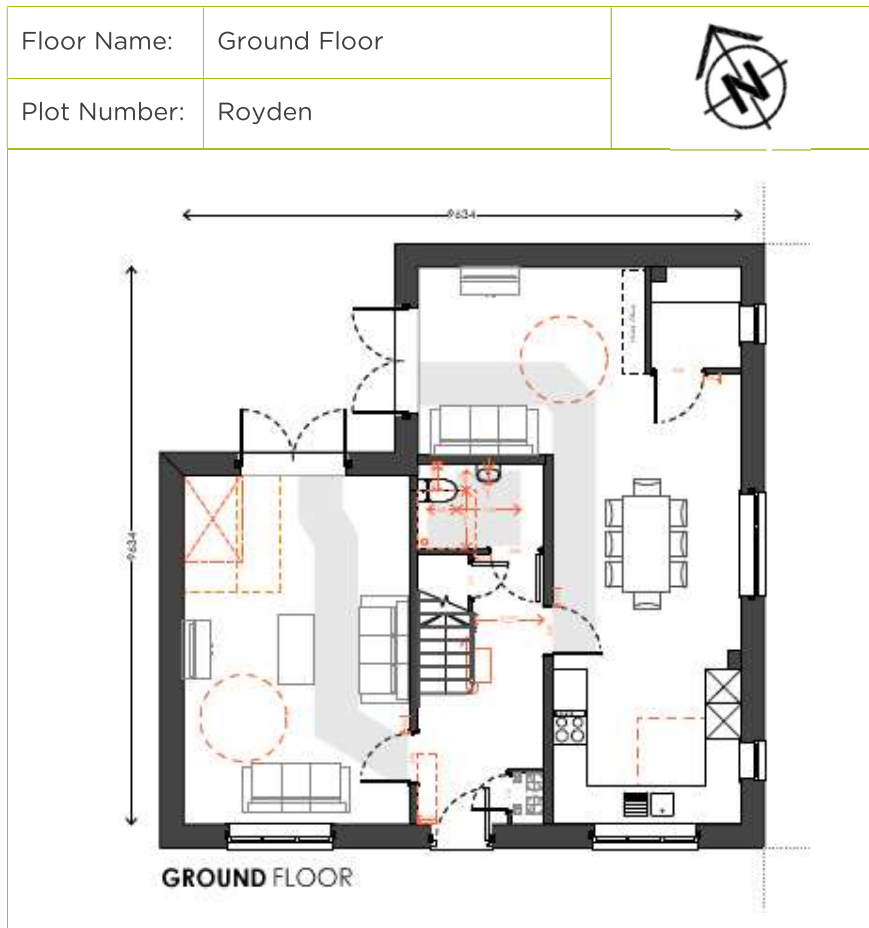 Floor Name: Ground Floor
N
Plot Number: Royden
9634
9634
GROUND FLOOR